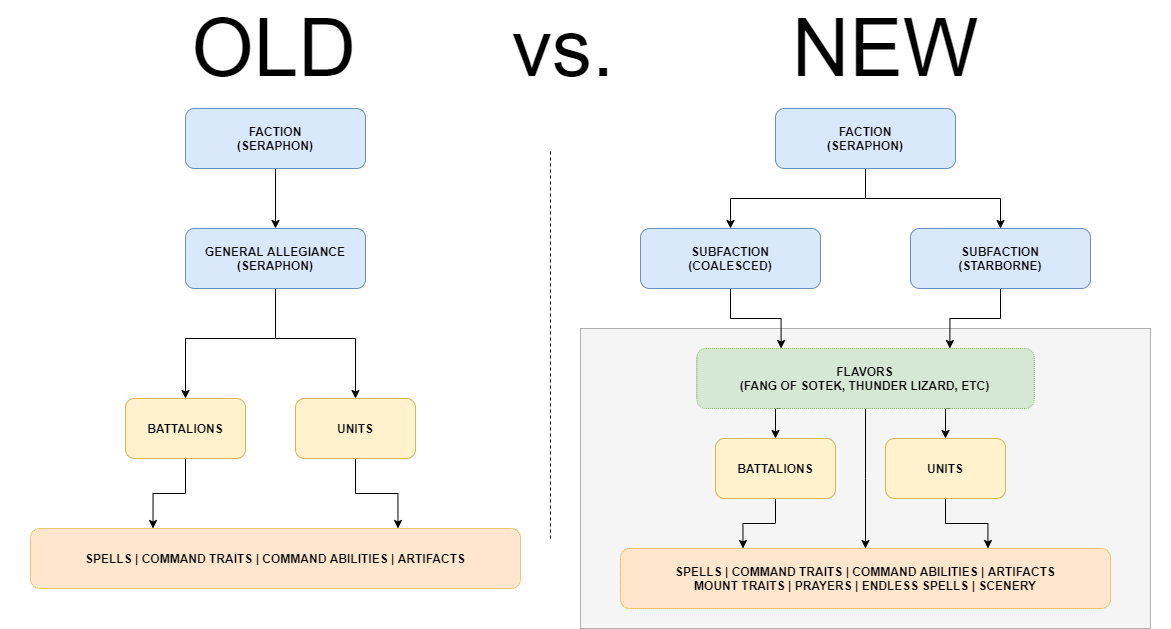 OLD vs. NEW
FACTION
(SERAPHON)
GENERAL ALLEGIANCE
(SERAPHON)
BATTALIONS
UNITS
SPELLS | COMMAND TRAITS | COMMAND ABILITIES | ARTIFACTS
FACTION
(SERAPHON)
SUBFACTION
(COALESCED)
SUBFACTION
(STARBORNE)
FLAVORS
(FANG OF SOTEK, THUNDER LIZARD, ETC)
BATTALIONS
UNITS
SPELLS | COMMAND TRAITS | COMMAND ABILITIES | ARTIFACTS
MOUNT TRAITS | PRAYERS | ENDLESS SPELLS | SCENERY